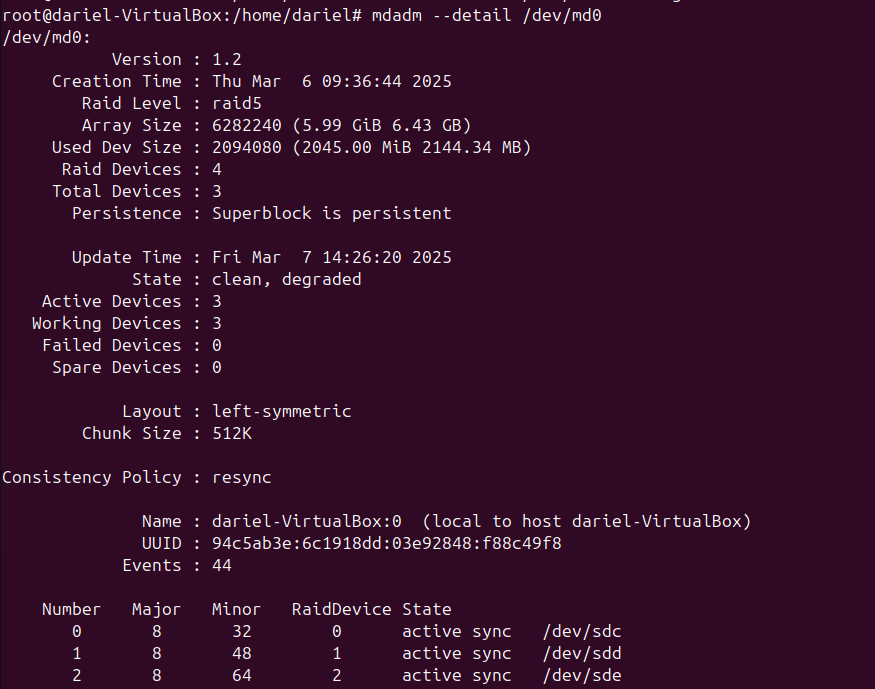 root@dariel-VirtualBox:/home/dariel# mdadm --detail /dev/md0
/dev/md0:
           Version : 1.2
     Creation Time : Thu Mar  6 09:36:44 2025
        Raid Level : raid5
        Array Size : 6282240 (5.99 GiB 6.43 GB)
     Used Dev Size : 2094080 (2045.00 MiB 2144.34 MB)
      Raid Devices : 4
     Total Devices : 3
       Persistence : Superblock is persistent

       Update Time : Fri Mar  7 14:26:20 2025
             State : clean, degraded
    Active Devices : 3
   Working Devices : 3
    Failed Devices : 0
     Spare Devices : 0

            Layout : left-symmetric
        Chunk Size : 512K

Consistency Policy : resync

              Name : dariel-VirtualBox:0  (local to host dariel-VirtualBox)
              UUID : 94c5ab3e:6c1918dd:03e92848:f88c49f8
            Events : 44

    Number   Major   Minor   RaidDevice State
       0       8       32        0      active sync   /dev/sdc
       1       8       48        1      active sync   /dev/sdd
       2       8       64        2      active sync   /dev/sde